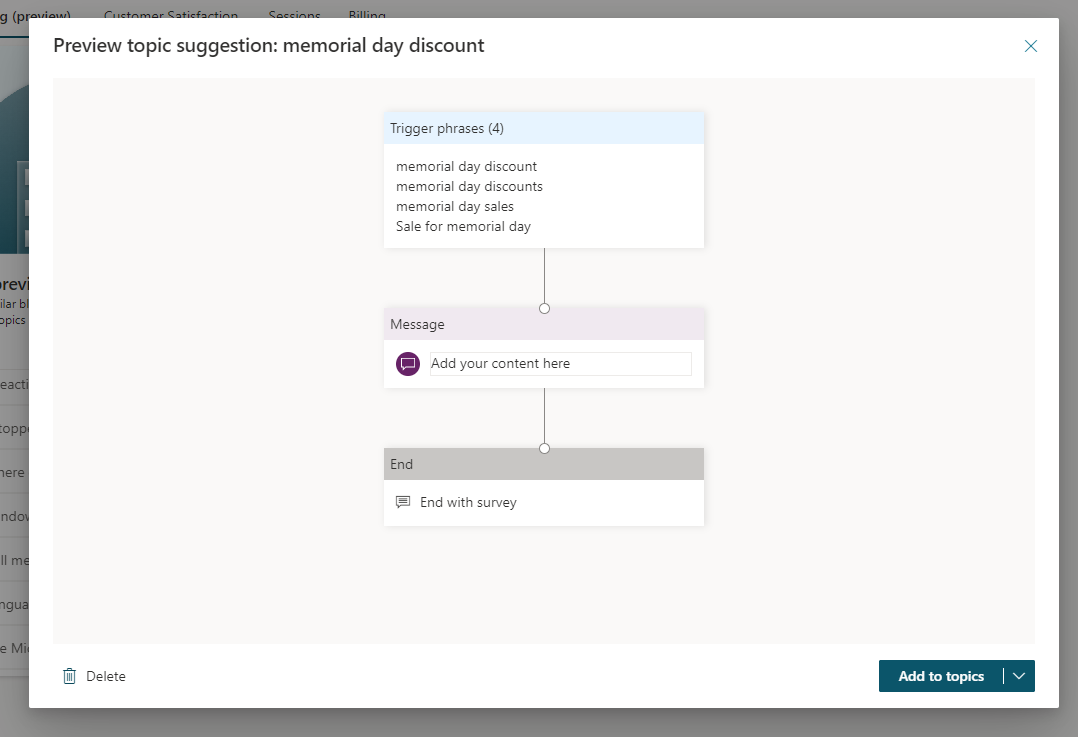 g (preview) Customer Satisfaction Sessions Billing
Preview topic suggestion: memorial day discount
Trigger phrases (4)
memorial day discount
memorial day discounts
memorial day sales
Sale for memorial day
Message
Add your content here
End
End with survey
Delete
Add to topics
previ
ilar bl
opics
eacti
toppe
here
ndow
ll me
ngua
e Mi